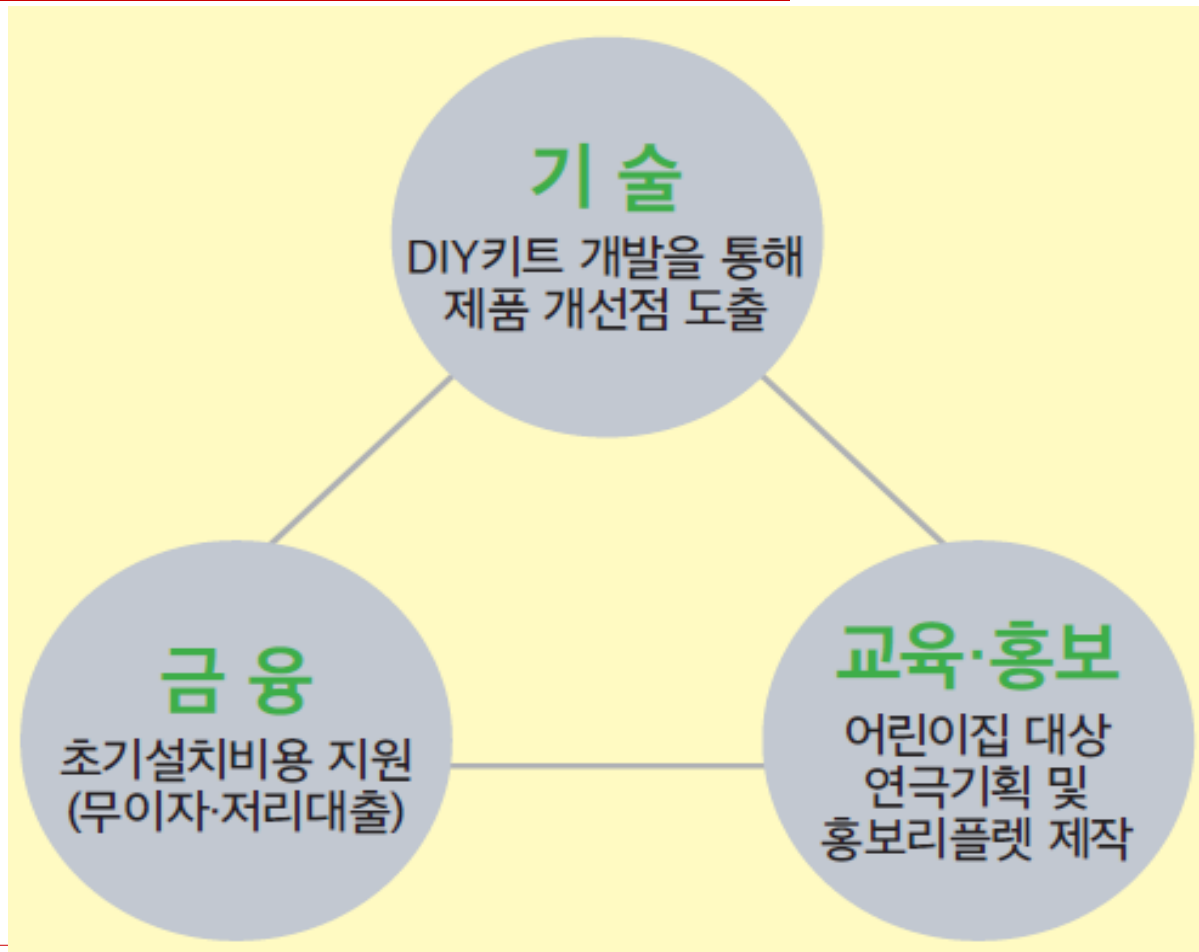 기 술
DIY키트 개발을 통해
제품 개선점 도출
금 융
초기설치비용 지원
(무이자·저리대출)
교육·홍보
어린이집 대상
연극기획 및
홍보리플렛 제작